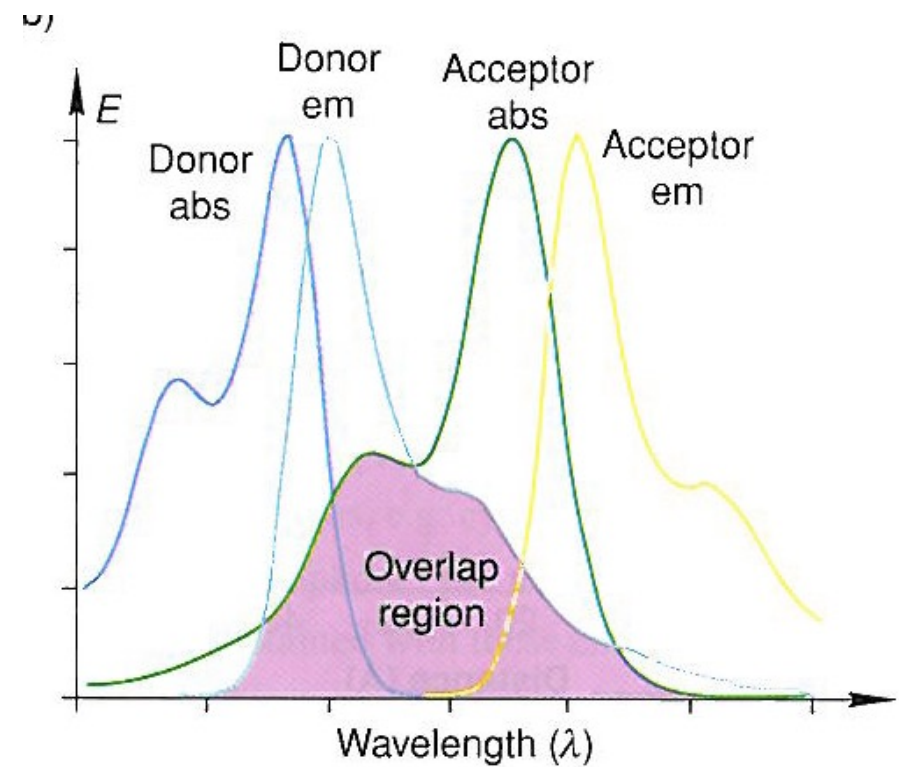 b)
E
Donor
em
Acceptor
abs
Donor
abs
Acceptor
em
Overlap
region
Wavelength (λ)